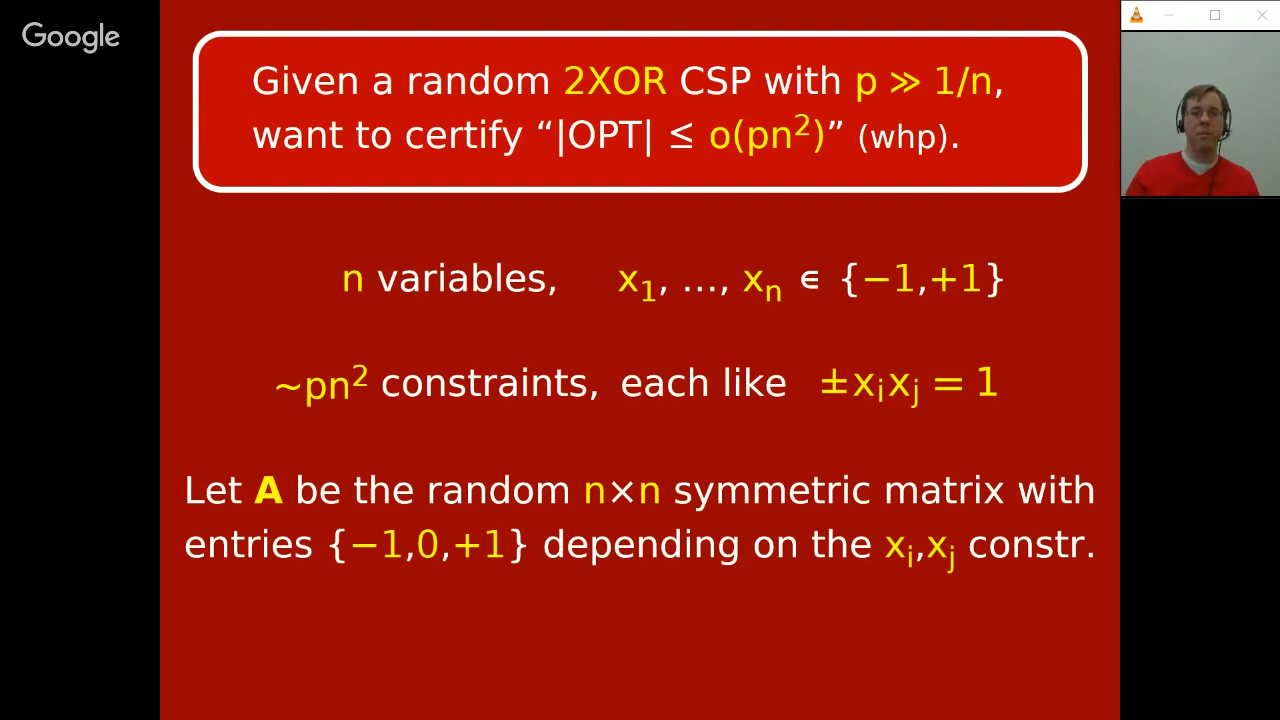 Google
Given a random 2XOR CSP with p ≫ 1/n,
want to certify “|OPT| ≤ o(pn²)” (whp).
n variables, x₁, …, xₙ ∊ {−1,+1}
~pn² constraints, each like ±xᵢxⱼ = 1
Let A be the random n×n symmetric matrix with
entries {−1,0,+1} depending on the xᵢ,xⱼ constr.